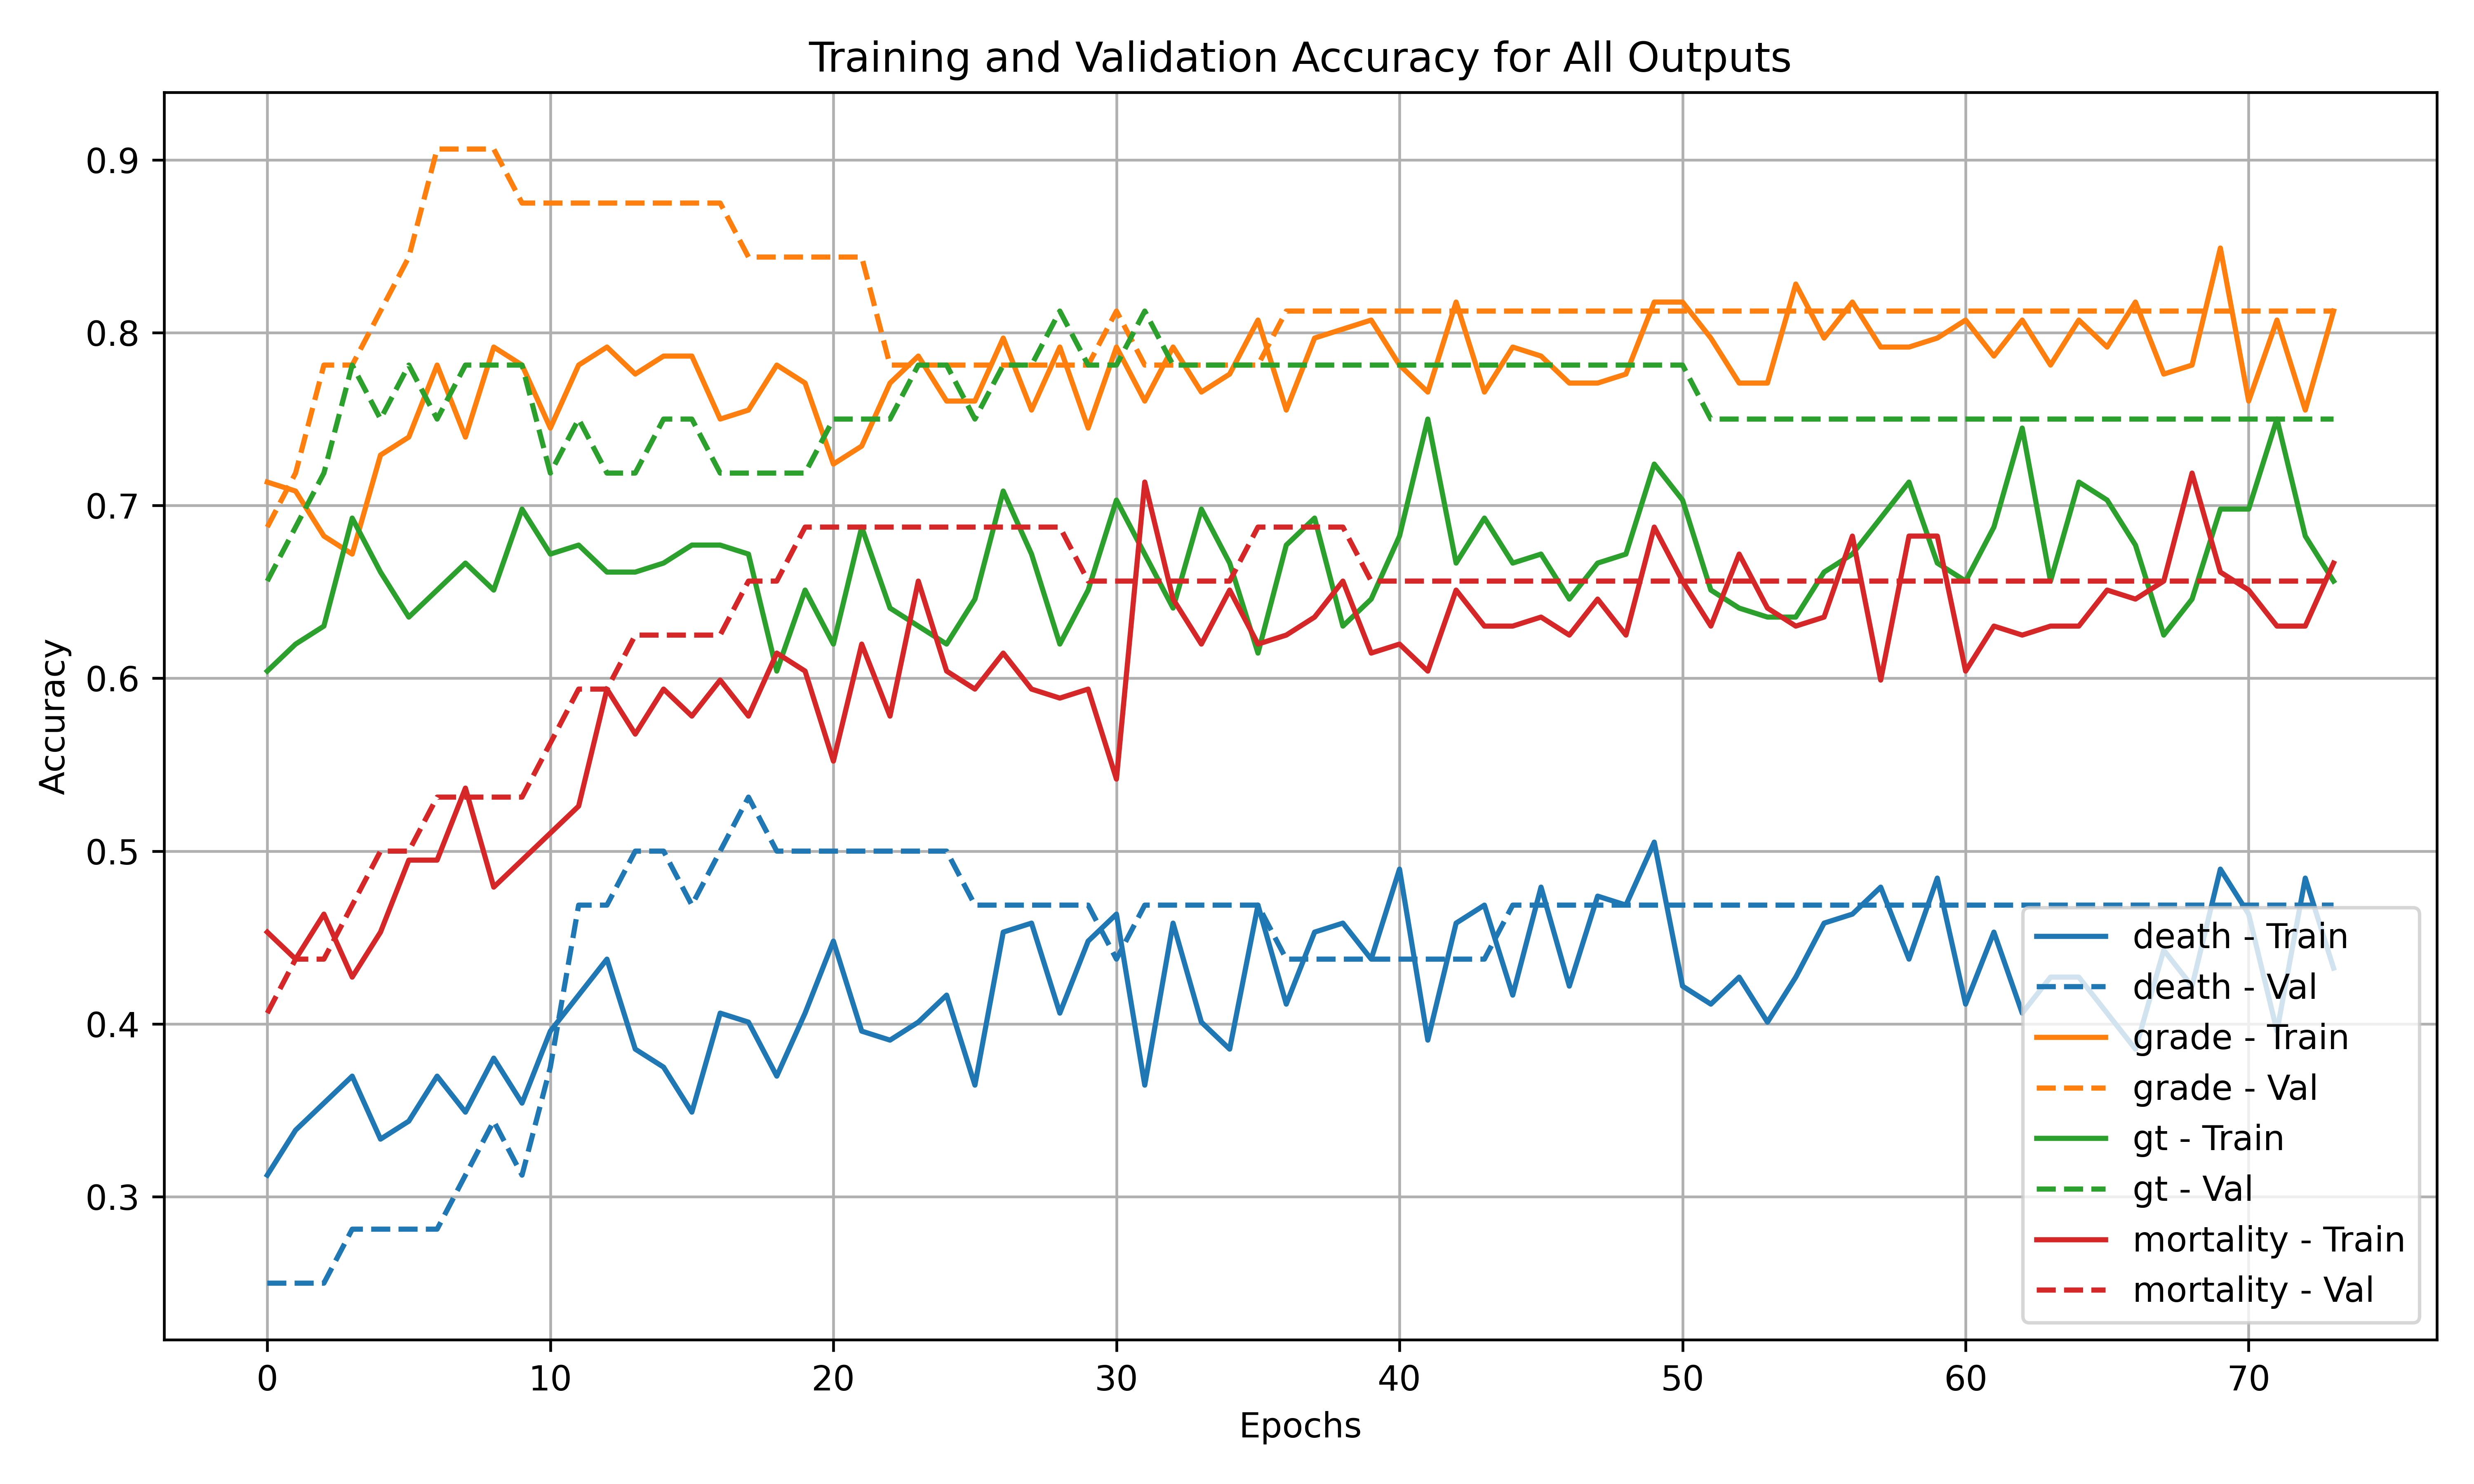 Training and Validation Accuracy for All Outputs
Accuracy
0.9
0.8
0.7
0.6
0.5
0.4
0.3
death - Train
death - Val
grade - Train
grade - Val
gt - Train
gt - Val
mortality - Train
mortality - Val
0 10 20 30 40 50 60 70
Epochs